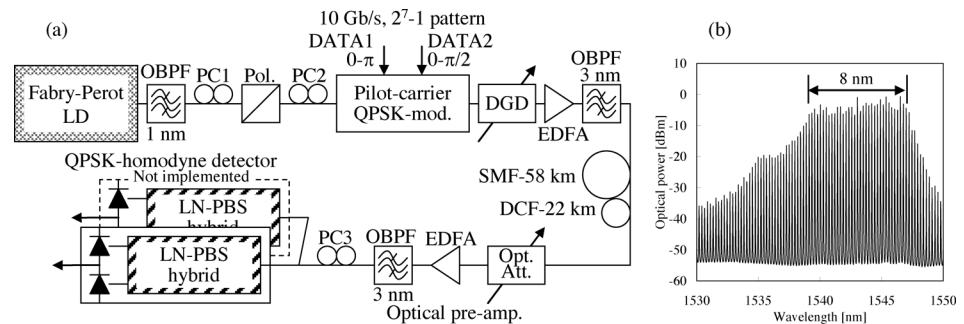 (a)
10 Gb/s, 2⁷-1 pattern
DATA1
0-π
DATA2
0-π/2
Fabry-Perot
LD
OBPF
1 nm
PC1
Pol.
PC2
Pilot-carrier
QPSK-mod.
DGD
EDFA
OBPF
3 nm
SMF-58 km
DCF-22 km
QPSK-homodyne detector
Not implemented
LN-PBS
hybrid
LN-PBS
hybrid
PC3
OBPF
3 nm
EDFA
Opt.
Att.
Optical pre-amp.
(b)
8 nm
Optical power [dBm]
10
0
-10
-20
-30
-40
-50
-60
1530
1535
1540
1545
1550
Wavelength [nm]